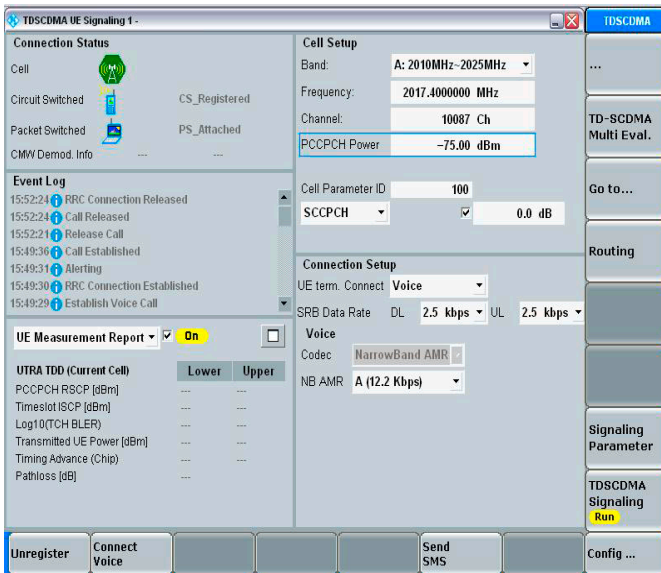 TDSCDMA UE Signaling 1 -
TDSCDMA
Connection Status
Cell
Circuit Switched CS_Registered
Packet Switched PS_Attached
CMW Demod. Info --- ---
Event Log
15:52:24 RRC Connection Released
15:52:24 Call Released
15:52:21 Release Call
15:49:36 Call Established
15:49:31 Alerting
15:49:30 RRC Connection Established
15:49:29 Establish Voice Call
UE Measurement Report On
UTRA TDD (Current Cell) Lower Upper
PCCPCH RSCP [dBm] --- ---
Timeslot ISCP [dBm] --- ---
Log10(TCH BLER) --- ---
Transmitted UE Power [dBm] --- ---
Timing Advance (Chip) --- ---
Pathloss [dB] ---
Cell Setup
Band: A: 2010MHz~2025MHz
Frequency: 2017.4000000 MHz
Channel: 10087 Ch
PCCPCH Power -75.00 dBm
Cell Parameter ID 100
SCCPCH 0.0 dB
Connection Setup
UE term. Connect Voice
SRB Data Rate DL 2.5 kbps UL 2.5 kbps
Voice
Codec NarrowBand AMR
NB AMR A (12.2 Kbps)
...
TD-SCDMA
Multi Eval.
Go to...
Routing
Signaling
Parameter
TDSCDMA
Signaling
Run
Unregister
Connect
Voice
Send
SMS
Config ...